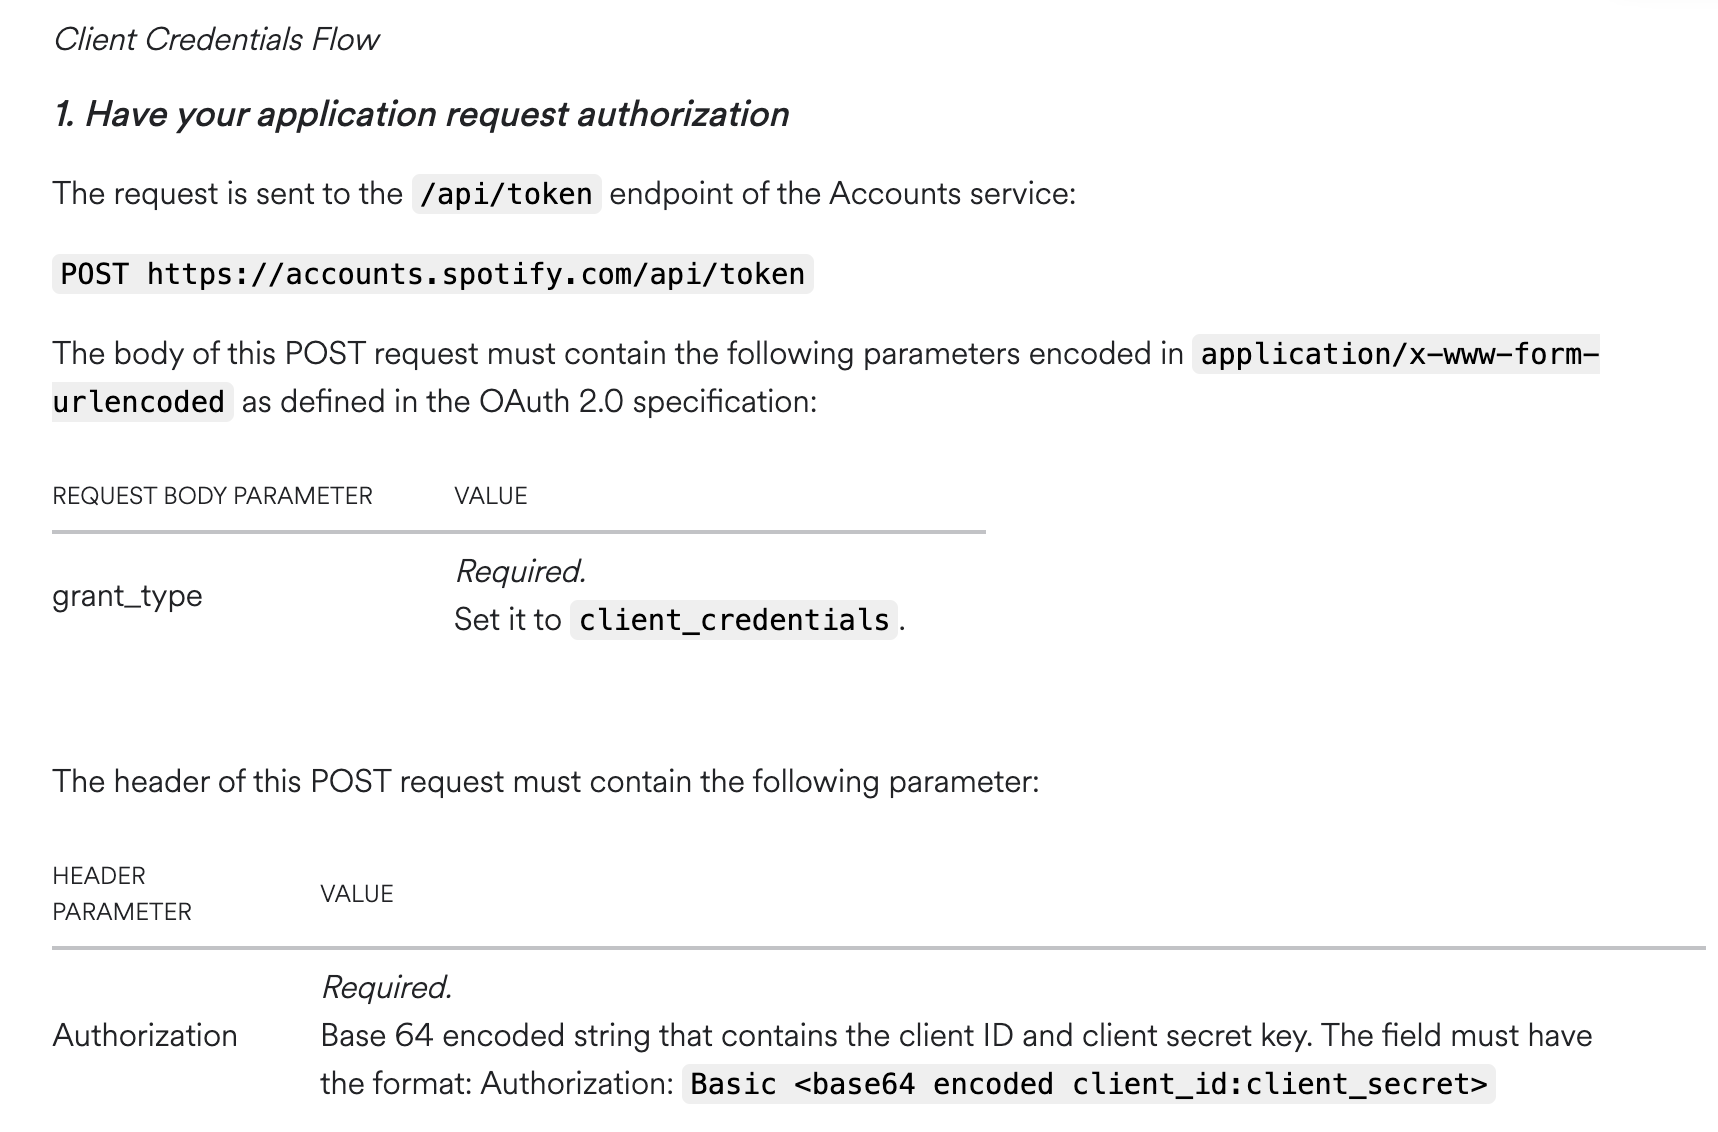 Client Credentials Flow
1. Have your application request authorization
The request is sent to the /api/token endpoint of the Accounts service:
POST https://accounts.spotify.com/api/token
The body of this POST request must contain the following parameters encoded in application/x-www-form-
urlencoded as defined in the OAuth 2.0 specification:
REQUEST BODY PARAMETER VALUE
grant_type
Required.
Set it to client_credentials.
The header of this POST request must contain the following parameter:
HEADER
PARAMETER
VALUE
Authorization
Required.
Base 64 encoded string that contains the client ID and client secret key. The field must have
the format: Authorization: Basic <base64 encoded client_id:client_secret>